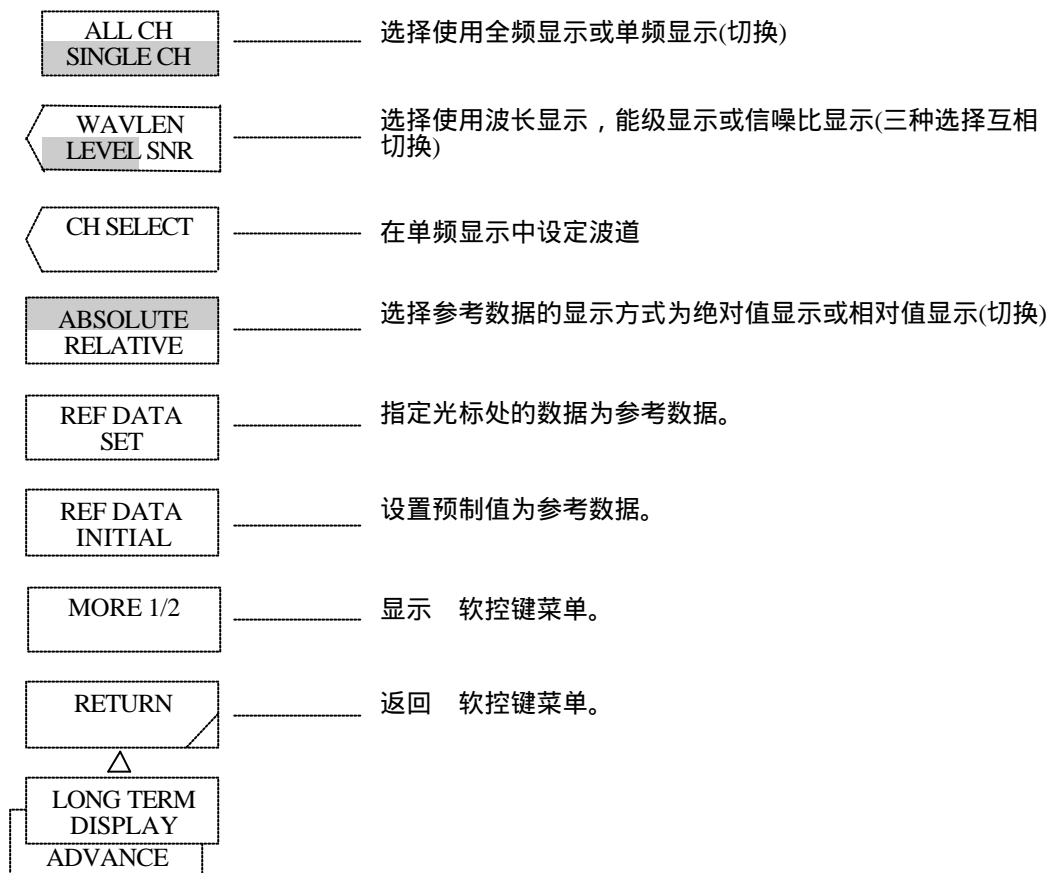 ALL CH
SINGLE CH
选择使用全频显示或单频显示(切换)
WAVLEN
LEVEL SNR
选择使用波长显示，能级显示或信噪比显示(三种选择互相
切换)
CH SELECT
在单频显示中设定波道
ABSOLUTE
RELATIVE
选择参考数据的显示方式为绝对值显示或相对值显示(切换)
REF DATA
SET
指定光标处的数据为参考数据。
REF DATA
INITIAL
设置预制值为参考数据。
MORE 1/2
显示 软控键菜单。
RETURN
返回 软控键菜单。
LONG TERM
DISPLAY
ADVANCE